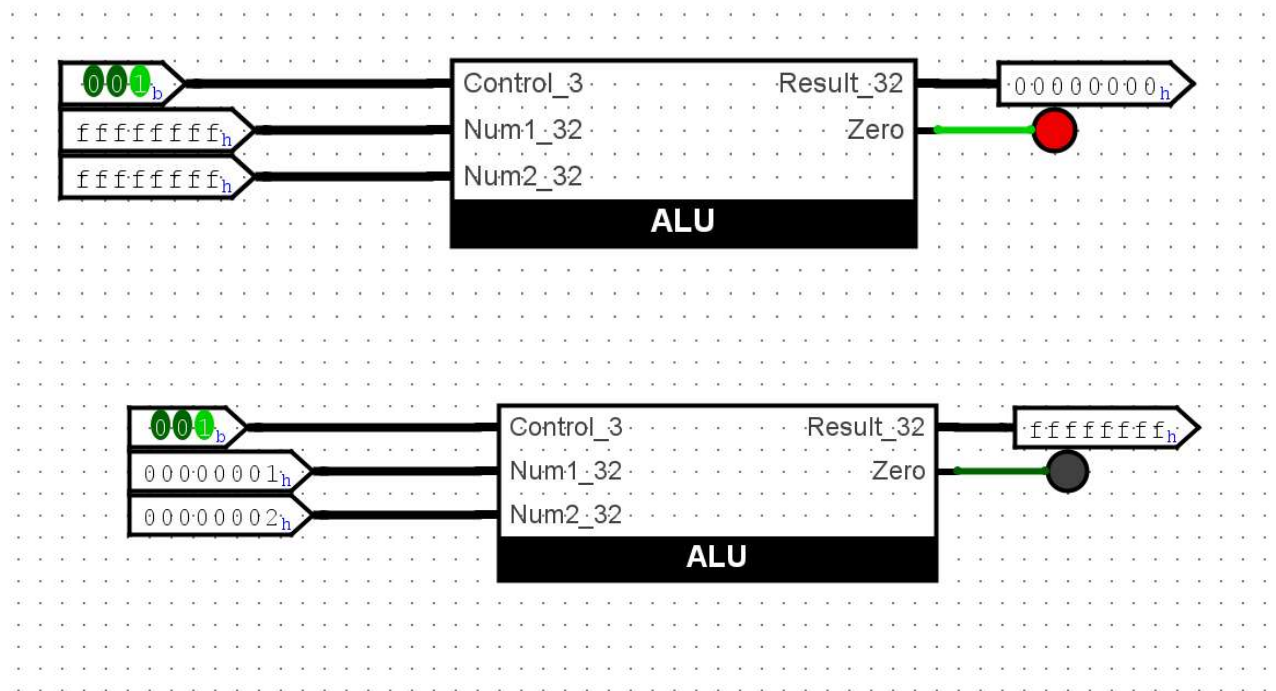 001b Control_3 Result_32 00000000h
ffffffffh Num1_32 Zero
ffffffffh Num2_32
ALU
001b Control_3 Result_32 ffffffffh
00000001h Num1_32 Zero
00000002h Num2_32
ALU